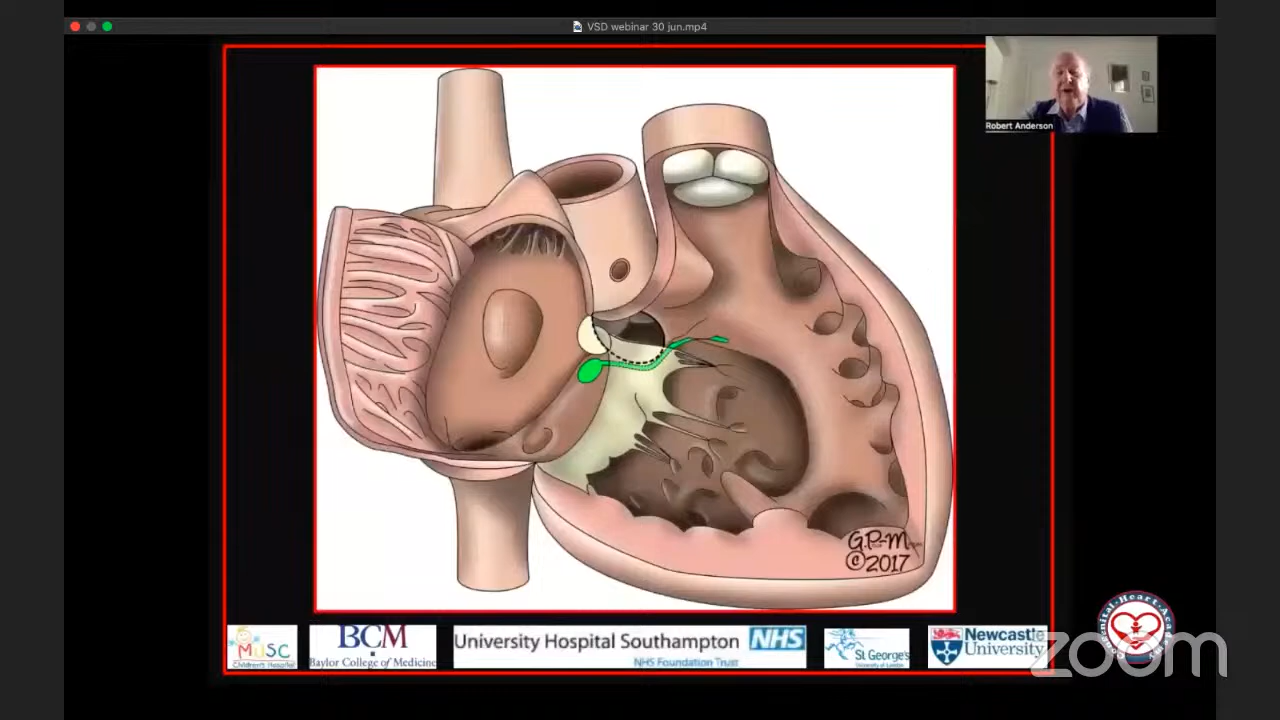 VSD webinar 30 jun.mp4
Robert Anderson
G.P-M
©2017
MUSC
Children's Hospital
BCM
Baylor College of Medicine
University Hospital Southampton
NHS
NHS Foundation Trust
St George's
University of London
Newcastle
University
zoom